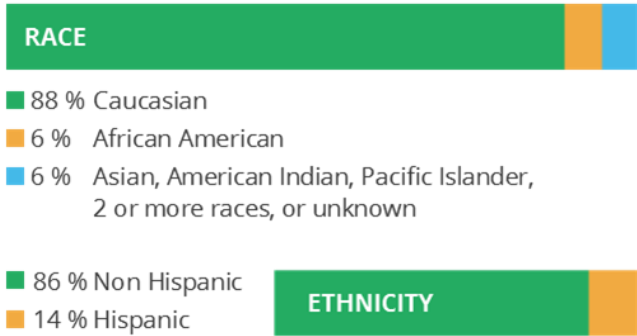 RACE
88 % Caucasian
6 % African American
6 % Asian, American Indian, Pacific Islander,
2 or more races, or unknown
86 % Non Hispanic
14 % Hispanic
ETHNICITY